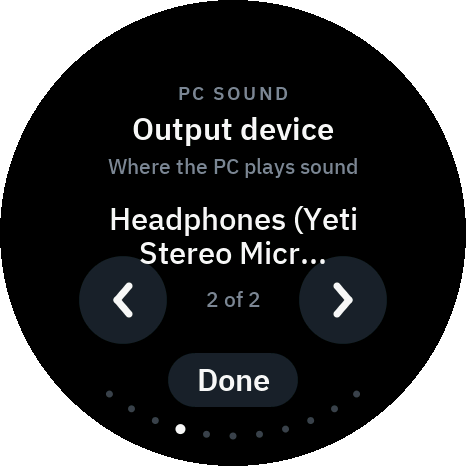 PC SOUND
Output device
Where the PC plays sound
Headphones (Yeti
Stereo Micr...
2 of 2
Done